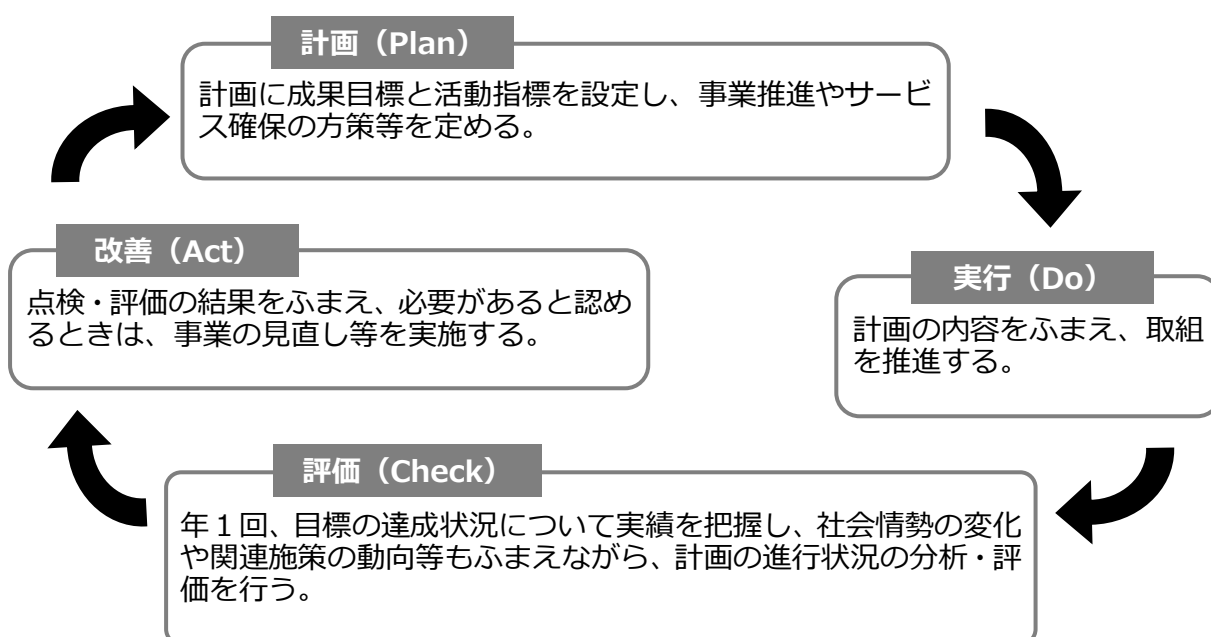 計画（Plan）
計画に成果目標と活動指標を設定し、事業推進やサービ
ス確保の方策等を定める。
改善（Act）
点検・評価の結果をふまえ、必要があると認め
るときは、事業の見直し等を実施する。
実行（Do）
計画の内容をふまえ、取組
を推進する。
評価（Check）
年１回、目標の達成状況について実績を把握し、社会情勢の変化
や関連施策の動向等もふまえながら、計画の進行状況の分析・評
価を行う。